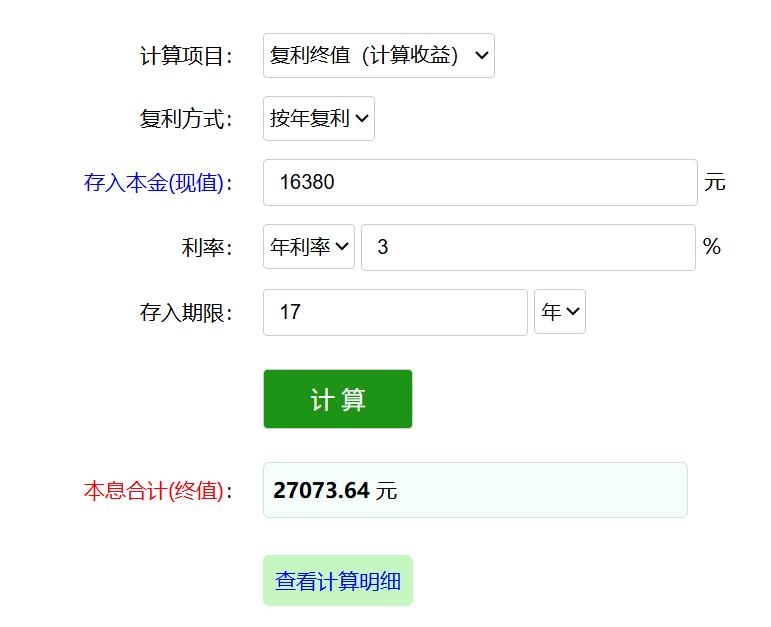 计算项目： 复利终值（计算收益）
复利方式： 按年复利
存入本金(现值)： 16380 元
利率： 年利率 3 %
存入期限： 17 年
计 算
本息合计(终值)： 27073.64 元
查看计算明细